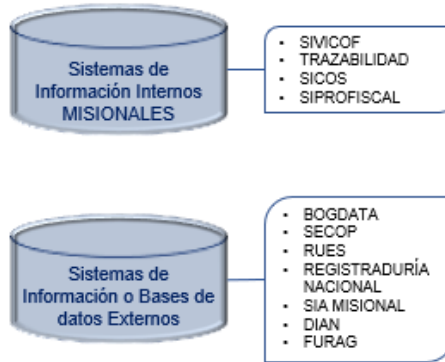 Sistemas de
Información Internos
MISIONALES
• SIVICOF
• TRAZABILIDAD
• SICOS
• SIPROFISCAL
Sistemas de
Información o Bases de
datos Externos
• BOGDATA
• SECOP
• RUES
• REGISTRADURÍA
NACIONAL
• SIA MISIONAL
• DIAN
• FURAG